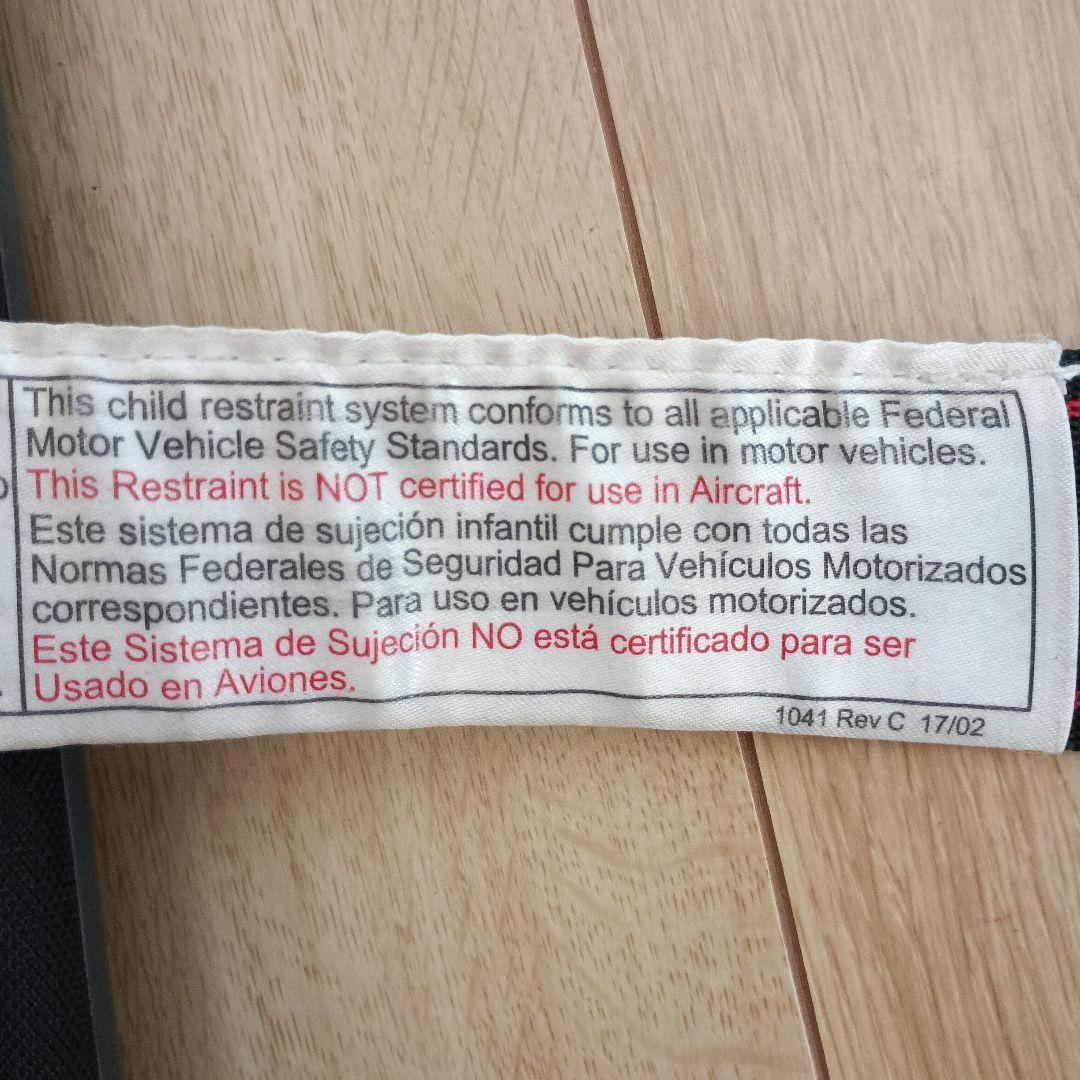 This child restraint system conforms to all applicable Federal
Motor Vehicle Safety Standards. For use in motor vehicles.
This Restraint is NOT certified for use in Aircraft.
Este sistema de sujeción infantil cumple con todas las
Normas Federales de Seguridad Para Vehículos Motorizados
correspondientes. Para uso en vehículos motorizados.
Este Sistema de Sujeción NO está certificado para ser
Usado en Aviones.
1041 Rev C 17/02